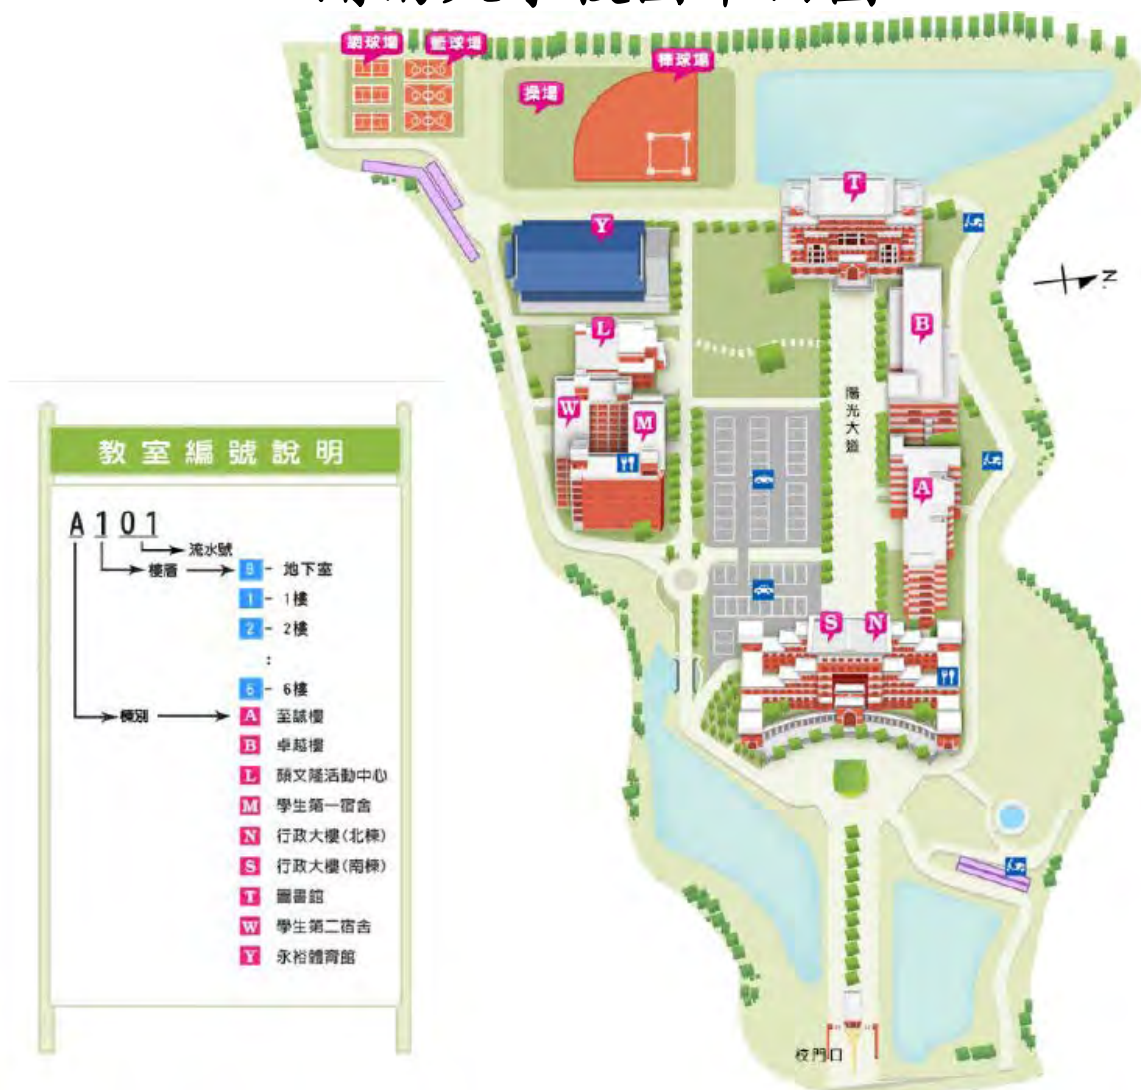 網球場
籃球場
棒球場
操場
T
Y
N
B
L
陽光大道
W
M
A
S
N
校門口
教室編號說明
A101
流水號
樓層
B - 地下室
1 - 1樓
2 - 2樓
:
6 - 6樓
棟別
A 至誠樓
B 卓越樓
L 顏文隆活動中心
M 學生第一宿舍
N 行政大樓(北棟)
S 行政大樓(南棟)
T 圖書館
W 學生第二宿舍
Y 永裕體育館